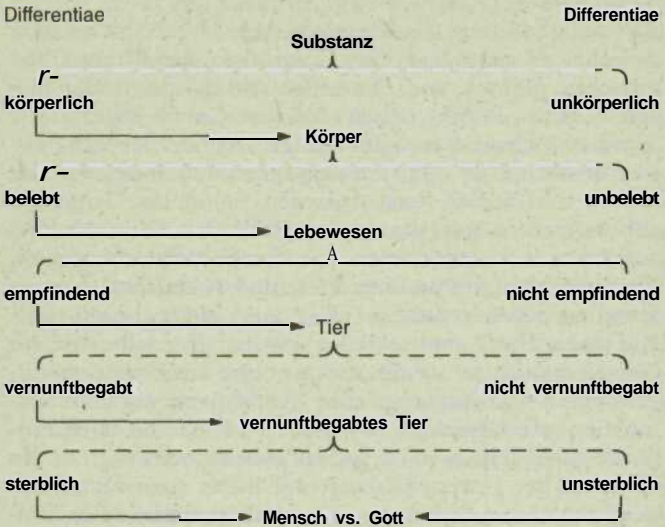 Differentiae Differentiae
Substanz
körperlich unkörperlich
Körper
belebt unbelebt
Lebewesen
empfindend nicht empfindend
Tier
vernunftbegabt nicht vernunftbegabt
vernunftbegabtes Tier
sterblich unsterblich
Mensch vs. Gott